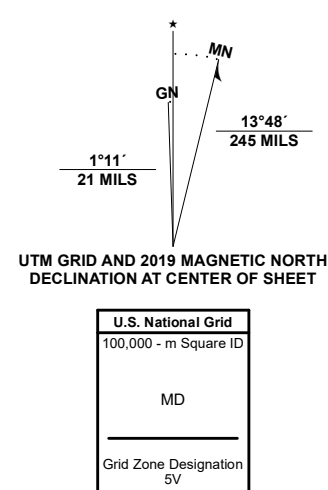 ★
MN
GN
13°48´
245 MILS
1°11´
21 MILS
UTM GRID AND 2019 MAGNETIC NORTH
DECLINATION AT CENTER OF SHEET
U.S. National Grid
100,000 - m Square ID
MD
Grid Zone Designation
5V